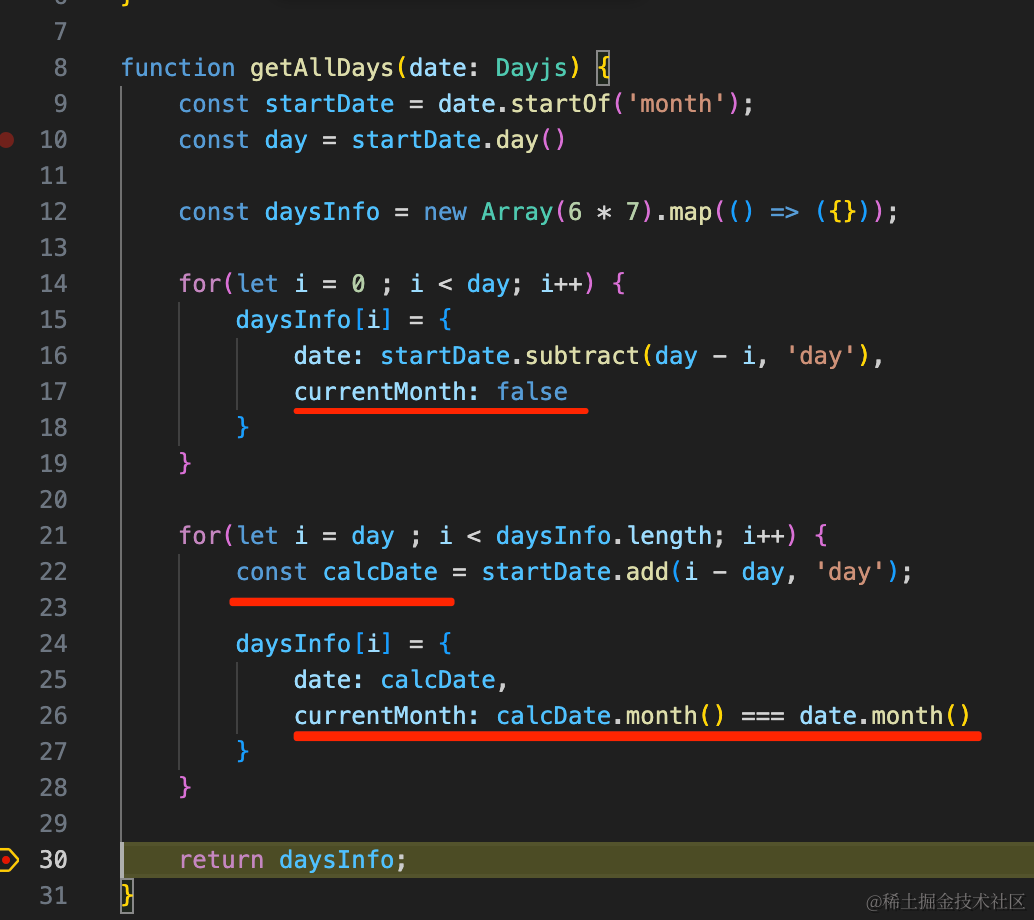 6 }
7
8 function getAllDays(date: Dayjs) {
9     const startDate = date.startOf('month');
10     const day = startDate.day()
11
12     const daysInfo = new Array(6 * 7).map(() => ({}));
13
14     for(let i = 0 ; i < day; i++) {
15         daysInfo[i] = {
16             date: startDate.subtract(day - i, 'day'),
17             currentMonth: false
18         }
19     }
20
21     for(let i = day ; i < daysInfo.length; i++) {
22         const calcDate = startDate.add(i - day, 'day');
23
24         daysInfo[i] = {
25             date: calcDate,
26             currentMonth: calcDate.month() === date.month()
27         }
28     }
29
30     return daysInfo;
31 }
@稀土掘金技术社区